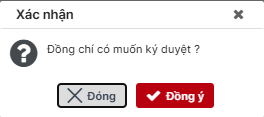 Xác nhận
Đồng chí có muốn ký duyệt ?
Đóng
Đồng ý